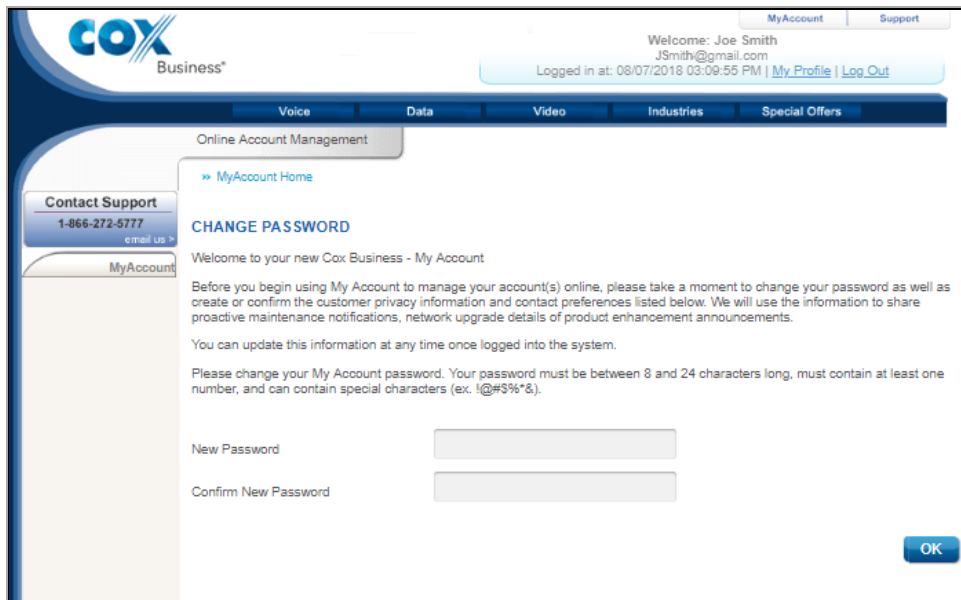 COX
Business®
MyAccount Support
Welcome: Joe Smith
JSmith@gmail.com
Logged in at: 08/07/2018 03:09:55 PM | My Profile | Log Out
Voice Data Video Industries Special Offers
Online Account Management
» MyAccount Home
Contact Support
1-866-272-5777
email us >
MyAccount
CHANGE PASSWORD
Welcome to your new Cox Business - My Account
Before you begin using My Account to manage your account(s) online, please take a moment to change your password as well as
create or confirm the customer privacy information and contact preferences listed below. We will use the information to share
proactive maintenance notifications, network upgrade details of product enhancement announcements.
You can update this information at any time once logged into the system.
Please change your My Account password. Your password must be between 8 and 24 characters long, must contain at least one
number, and can contain special characters (ex. !@#$%*&).
New Password
Confirm New Password
OK